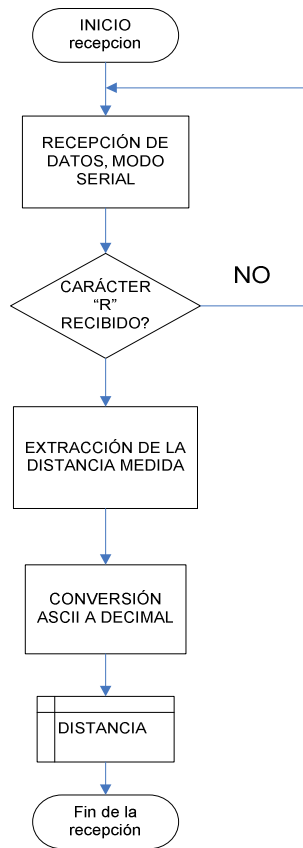 INICIO
recepcion
RECEPCIÓN DE
DATOS, MODO
SERIAL
CARÁCTER
“R”
RECIBIDO?
NO
EXTRACCIÓN DE LA
DISTANCIA MEDIDA
CONVERSIÓN
ASCII A DECIMAL
DISTANCIA
Fin de la
recepción